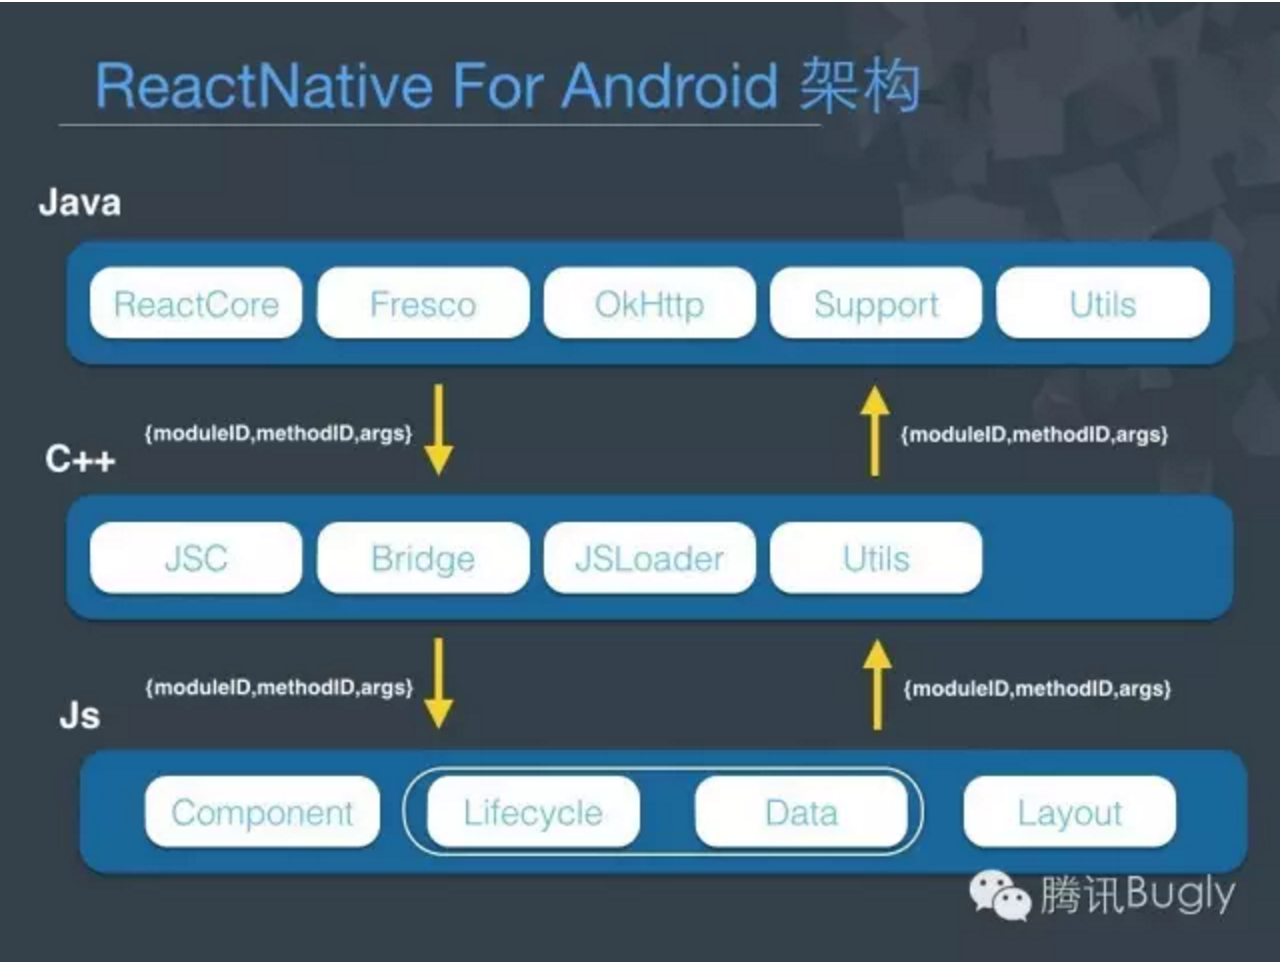 ReactNative For Android 架构
Java
ReactCore Fresco OkHttp Support Utils
{moduleID,methodID,args} {moduleID,methodID,args}
C++
JSC Bridge JSLoader Utils
{moduleID,methodID,args} {moduleID,methodID,args}
Js
Component Lifecycle Data Layout
腾讯Bugly